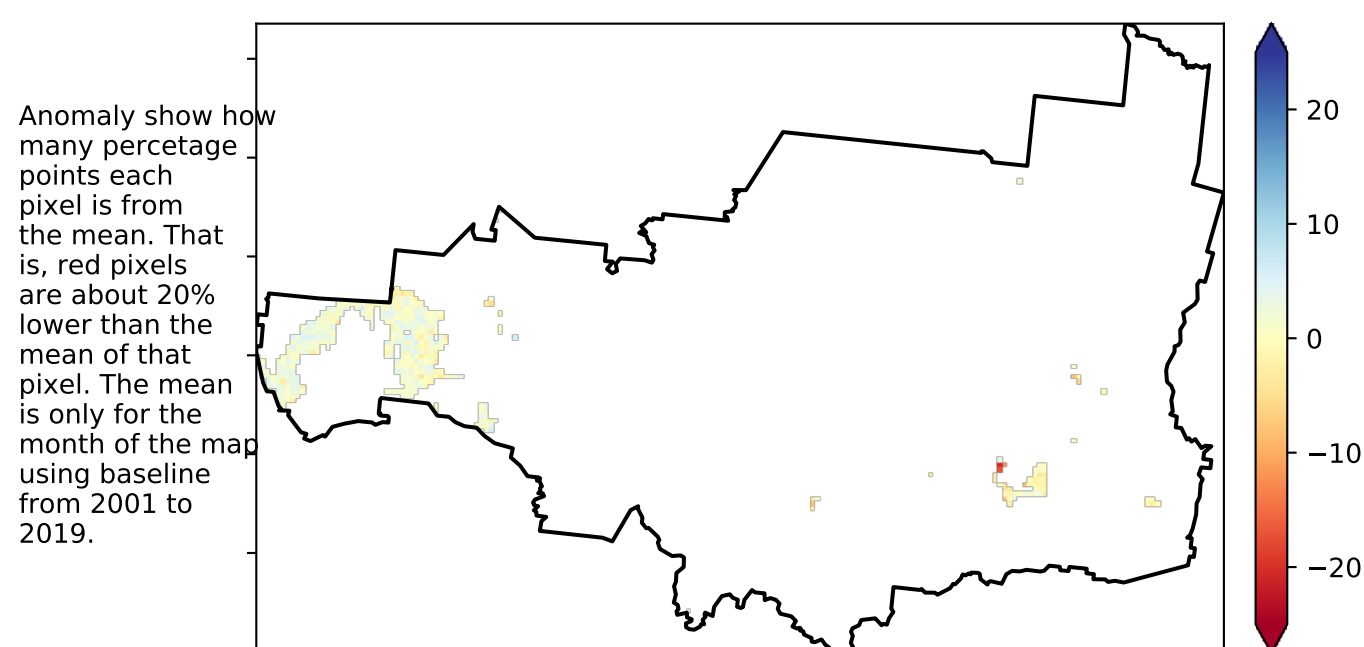 Anomaly show how
many percetage
points each
pixel is from
the mean. That
is, red pixels
are about 20%
lower than the
mean of that
pixel. The mean
is only for the
month of the map
using baseline
from 2001 to
2019.
20
10
0
−10
−20